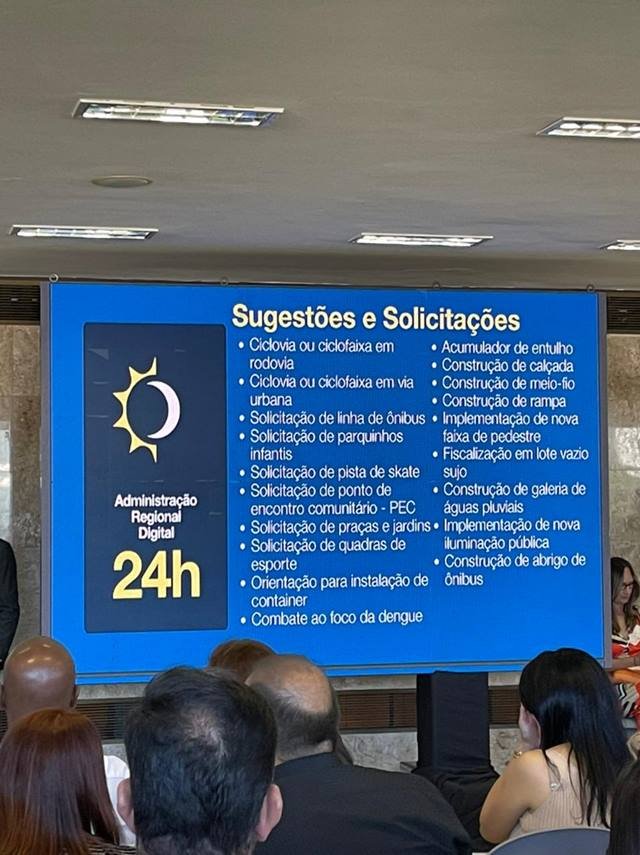 Sugestões e Solicitações
Administração
Regional
Digital
24h
• Ciclovia ou ciclofaixa em
rodovia
• Ciclovia ou ciclofaixa em via
urbana
• Solicitação de linha de ônibus
• Solicitação de parquinhos
infantis
• Solicitação de pista de skate
• Solicitação de ponto de
encontro comunitário - PEC
• Solicitação de praças e jardins
• Solicitação de quadras de
esporte
• Orientação para instalação de
container
• Combate ao foco da dengue
• Acumulador de entulho
• Construção de calçada
• Construção de meio-fio
• Construção de rampa
• Implementação de nova
faixa de pedestre
• Fiscalização em lote vazio
sujo
• Construção de galeria de
águas pluviais
• Implementação de nova
iluminação pública
• Construção de abrigo de
ônibus